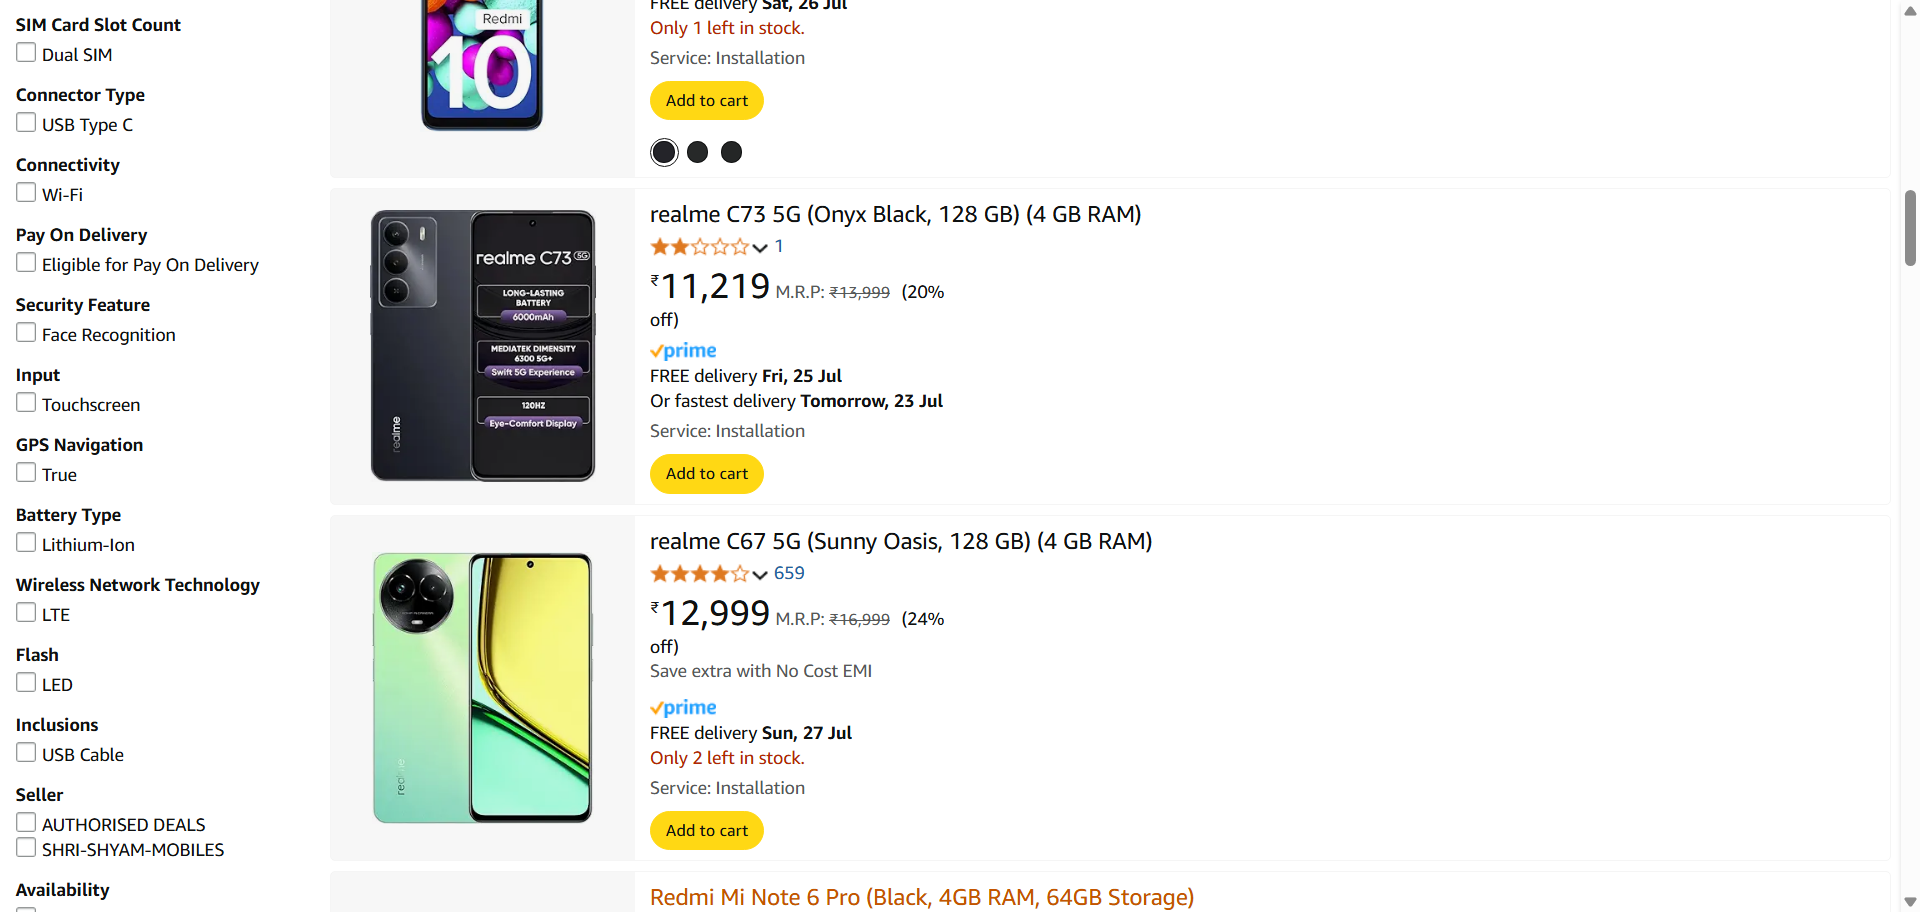 SIM Card Slot Count
Dual SIM
Connector Type
USB Type C
Connectivity
Wi-Fi
Pay On Delivery
Eligible for Pay On Delivery
Security Feature
Face Recognition
Input
Touchscreen
GPS Navigation
True
Battery Type
Lithium-Ion
Wireless Network Technology
LTE
Flash
LED
Inclusions
USB Cable
Seller
AUTHORISED DEALS
SHRI-SHYAM-MOBILES
Availability
Redmi
10
FREE delivery Sat, 26 Jul
Only 1 left in stock.
Service: Installation
Add to cart
realme
realme C73 5G
LONG-LASTING
BATTERY
6000mAh
MEDIATEK DIMENSITY
6300 5G+
Swift 5G Experience
120HZ
Eye-Comfort Display
realme C73 5G (Onyx Black, 128 GB) (4 GB RAM)
1
₹11,219 M.R.P: ₹13,999 (20%
off)
prime
FREE delivery Fri, 25 Jul
Or fastest delivery Tomorrow, 23 Jul
Service: Installation
Add to cart
realme
realme C67 5G (Sunny Oasis, 128 GB) (4 GB RAM)
659
₹12,999 M.R.P: ₹16,999 (24%
off)
Save extra with No Cost EMI
prime
FREE delivery Sun, 27 Jul
Only 2 left in stock.
Service: Installation
Add to cart
Redmi Mi Note 6 Pro (Black, 4GB RAM, 64GB Storage)